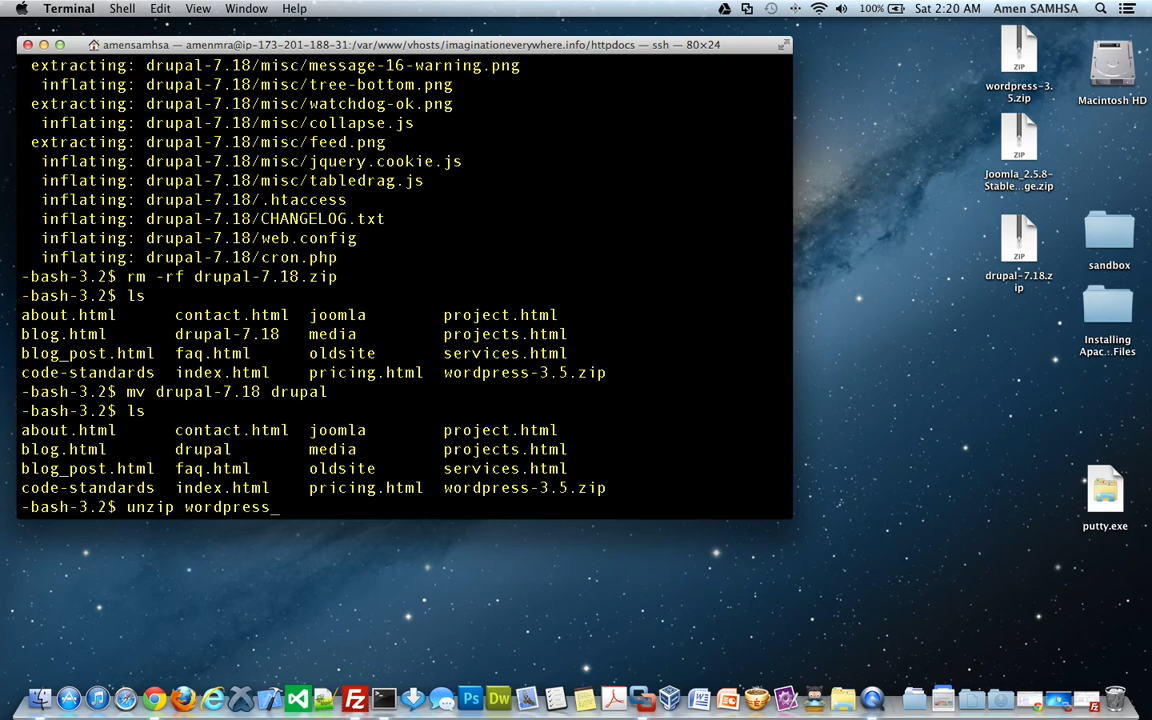 Terminal Shell Edit View Window Help 100% Sat 2:20 AM Amen SAMHSA
amensamhsa — amenmra@ip-173-201-188-31:/var/www/vhosts/imaginationeverywhere.info/httpdocs — ssh — 80×24
extracting: drupal-7.18/misc/message-16-warning.png
inflating: drupal-7.18/misc/tree-bottom.png
extracting: drupal-7.18/misc/watchdog-ok.png
inflating: drupal-7.18/misc/collapse.js
extracting: drupal-7.18/misc/feed.png
inflating: drupal-7.18/misc/jquery.cookie.js
inflating: drupal-7.18/misc/tabledrag.js
inflating: drupal-7.18/.htaccess
inflating: drupal-7.18/CHANGELOG.txt
inflating: drupal-7.18/web.config
inflating: drupal-7.18/cron.php
-bash-3.2$ rm -rf drupal-7.18.zip
-bash-3.2$ ls
about.html contact.html joomla project.html
blog.html drupal-7.18 media projects.html
blog_post.html faq.html oldsite services.html
code-standards index.html pricing.html wordpress-3.5.zip
-bash-3.2$ mv drupal-7.18 drupal
-bash-3.2$ ls
about.html contact.html joomla project.html
blog.html drupal media projects.html
blog_post.html faq.html oldsite services.html
code-standards index.html pricing.html wordpress-3.5.zip
-bash-3.2$ unzip wordpress_
ZIP
wordpress-3.
5.zip
Macintosh HD
ZIP
Joomla_2.5.8-
Stable...ge.zip
ZIP
drupal-7.18.z
ip
sandbox
Installing
Apac...Files
putty.exe
Ps Dw